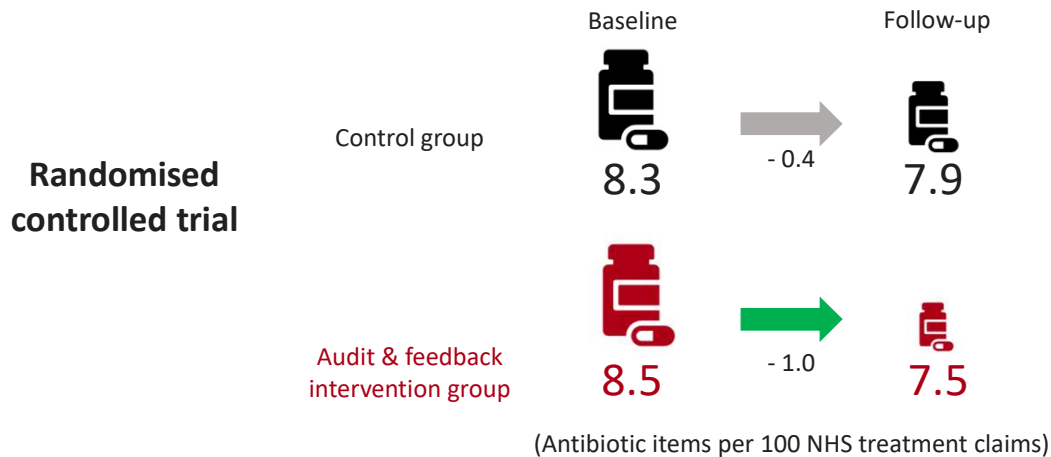 Baseline
Follow-up
Control group
- 0.4
8.3
7.9
Randomised
controlled trial
Audit & feedback
intervention group
- 1.0
8.5
7.5
(Antibiotic items per 100 NHS treatment claims)